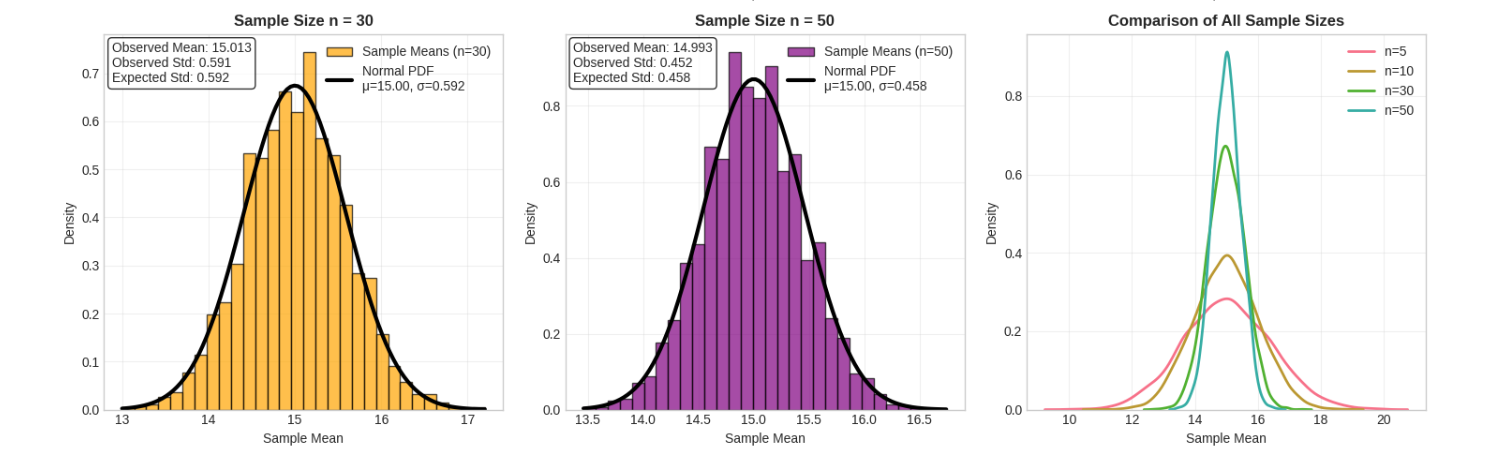 Sample Size n = 30
Observed Mean: 15.013
Observed Std: 0.591
Expected Std: 0.592
Sample Means (n=30)
Normal PDF
μ=15.00, σ=0.592
0.7
0.6
0.5
0.4
0.3
0.2
0.1
0.0
Density
13
14
15
16
17
Sample Mean
Sample Size n = 50
Observed Mean: 14.993
Observed Std: 0.452
Expected Std: 0.458
Sample Means (n=50)
Normal PDF
μ=15.00, σ=0.458
0.8
0.6
0.4
0.2
0.0
Density
13.5
14.0
14.5
15.0
15.5
16.0
16.5
Sample Mean
Comparison of All Sample Sizes
n=5
n=10
n=30
n=50
0.8
0.6
0.4
0.2
0.0
Density
10
12
14
16
18
20
Sample Mean